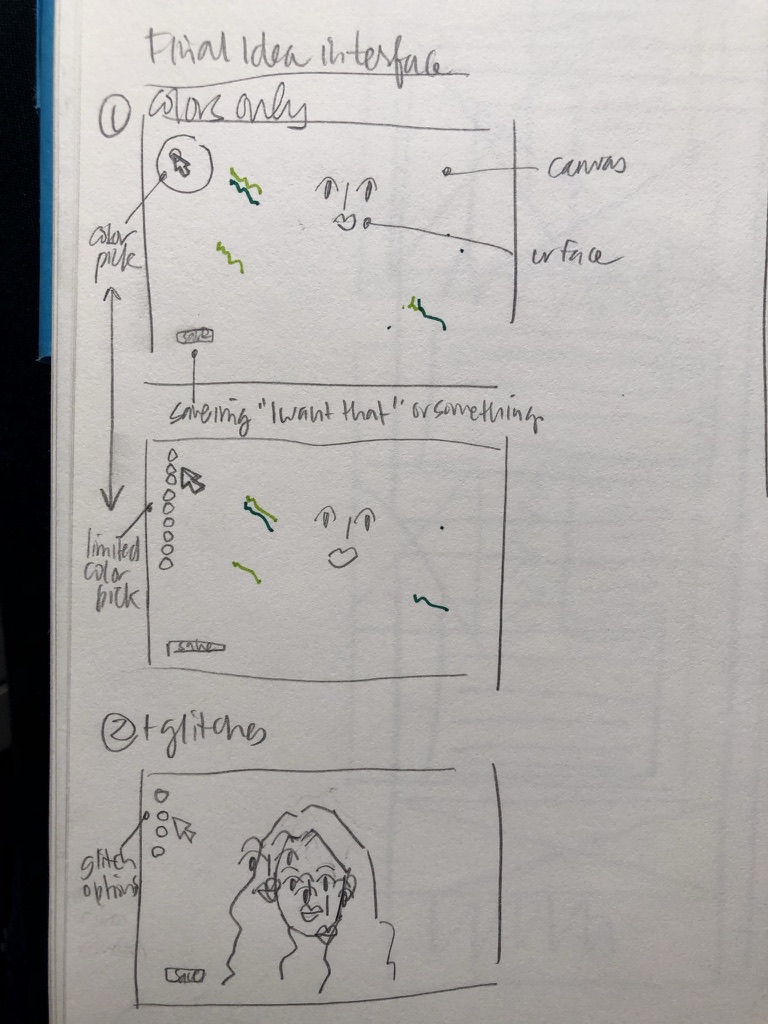 Final Idea interface
① colors only
canvas
color
pick
ur face
save
saveing "I want that" or something
limited
color
pick
save
② + glitches
glitch
options
save